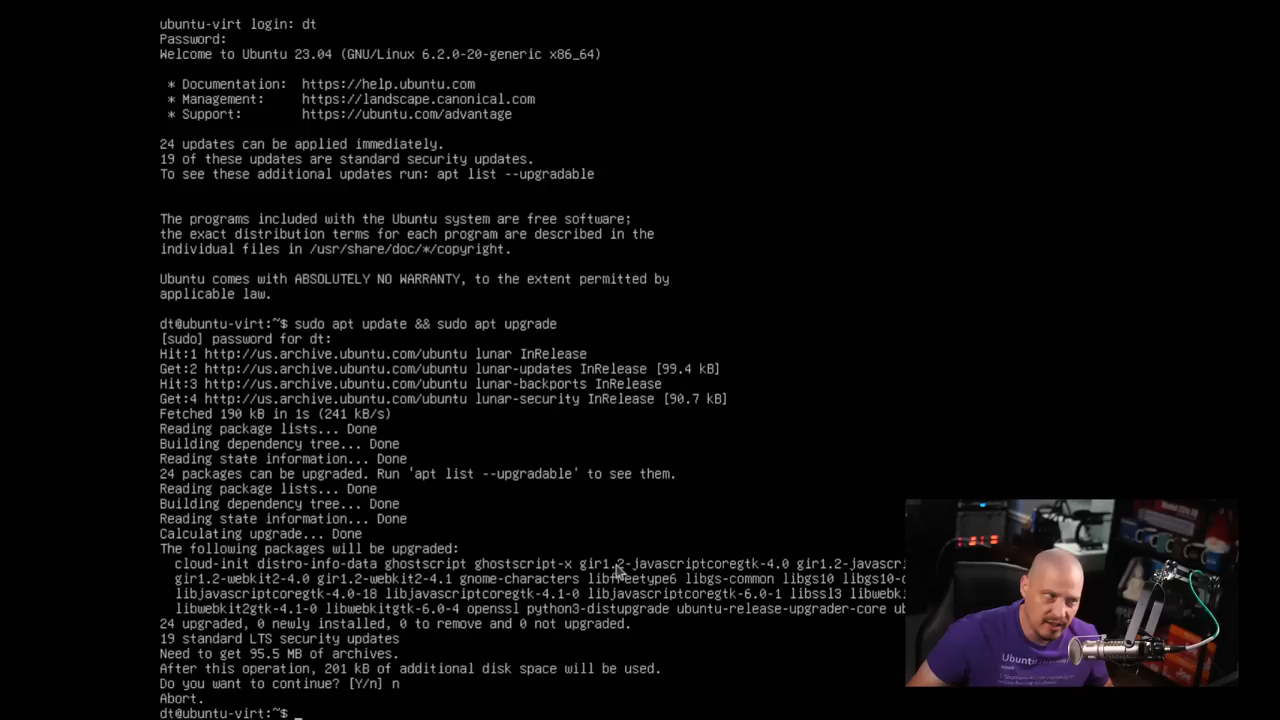 ubuntu-virt login: dt
Password:
Welcome to Ubuntu 23.04 (GNU/Linux 6.2.0-20-generic x86_64)
* Documentation: https://help.ubuntu.com
* Management: https://landscape.canonical.com
* Support: https://ubuntu.com/advantage
24 updates can be applied immediately.
19 of these updates are standard security updates.
To see these additional updates run: apt list --upgradable
The programs included with the Ubuntu system are free software;
the exact distribution terms for each program are described in the
individual files in /usr/share/doc/*/copyright.
Ubuntu comes with ABSOLUTELY NO WARRANTY, to the extent permitted by
applicable law.
dt@ubuntu-virt:~$ sudo apt update && sudo apt upgrade
[sudo] password for dt:
Hit:1 http://us.archive.ubuntu.com/ubuntu lunar InRelease
Get:2 http://us.archive.ubuntu.com/ubuntu lunar-updates InRelease [99.4 kB]
Hit:3 http://us.archive.ubuntu.com/ubuntu lunar-backports InRelease
Get:4 http://us.archive.ubuntu.com/ubuntu lunar-security InRelease [90.7 kB]
Fetched 190 kB in 1s (241 kB/s)
Reading package lists... Done
Building dependency tree... Done
Reading state information... Done
24 packages can be upgraded. Run 'apt list --upgradable' to see them.
Reading package lists... Done
Building dependency tree... Done
Reading state information... Done
Calculating upgrade... Done
The following packages will be upgraded:
cloud-init distro-info-data ghostscript ghostscript-x gir1.2-javascriptcoregtk-4.0 gir1.2-javascri
gir1.2-webkit2-4.0 gir1.2-webkit2-4.1 gnome-characters libfreetype6 libgs-common libgs10 libgs10-
libjavascriptcoregtk-4.0-18 libjavascriptcoregtk-4.1-0 libjavascriptcoregtk-6.0-1 libssl3 libwebki
libwebkit2gtk-4.1-0 libwebkitgtk-6.0-4 openssl python3-distupgrade ubuntu-release-upgrader-core
24 upgraded, 0 newly installed, 0 to remove and 0 not upgraded.
19 standard LTS security updates
Need to get 95.5 MB of archives.
After this operation, 201 kB of additional disk space will be used.
Do you want to continue? [Y/n] n
Abort.
dt@ubuntu-virt:~$ _
Ubuntu